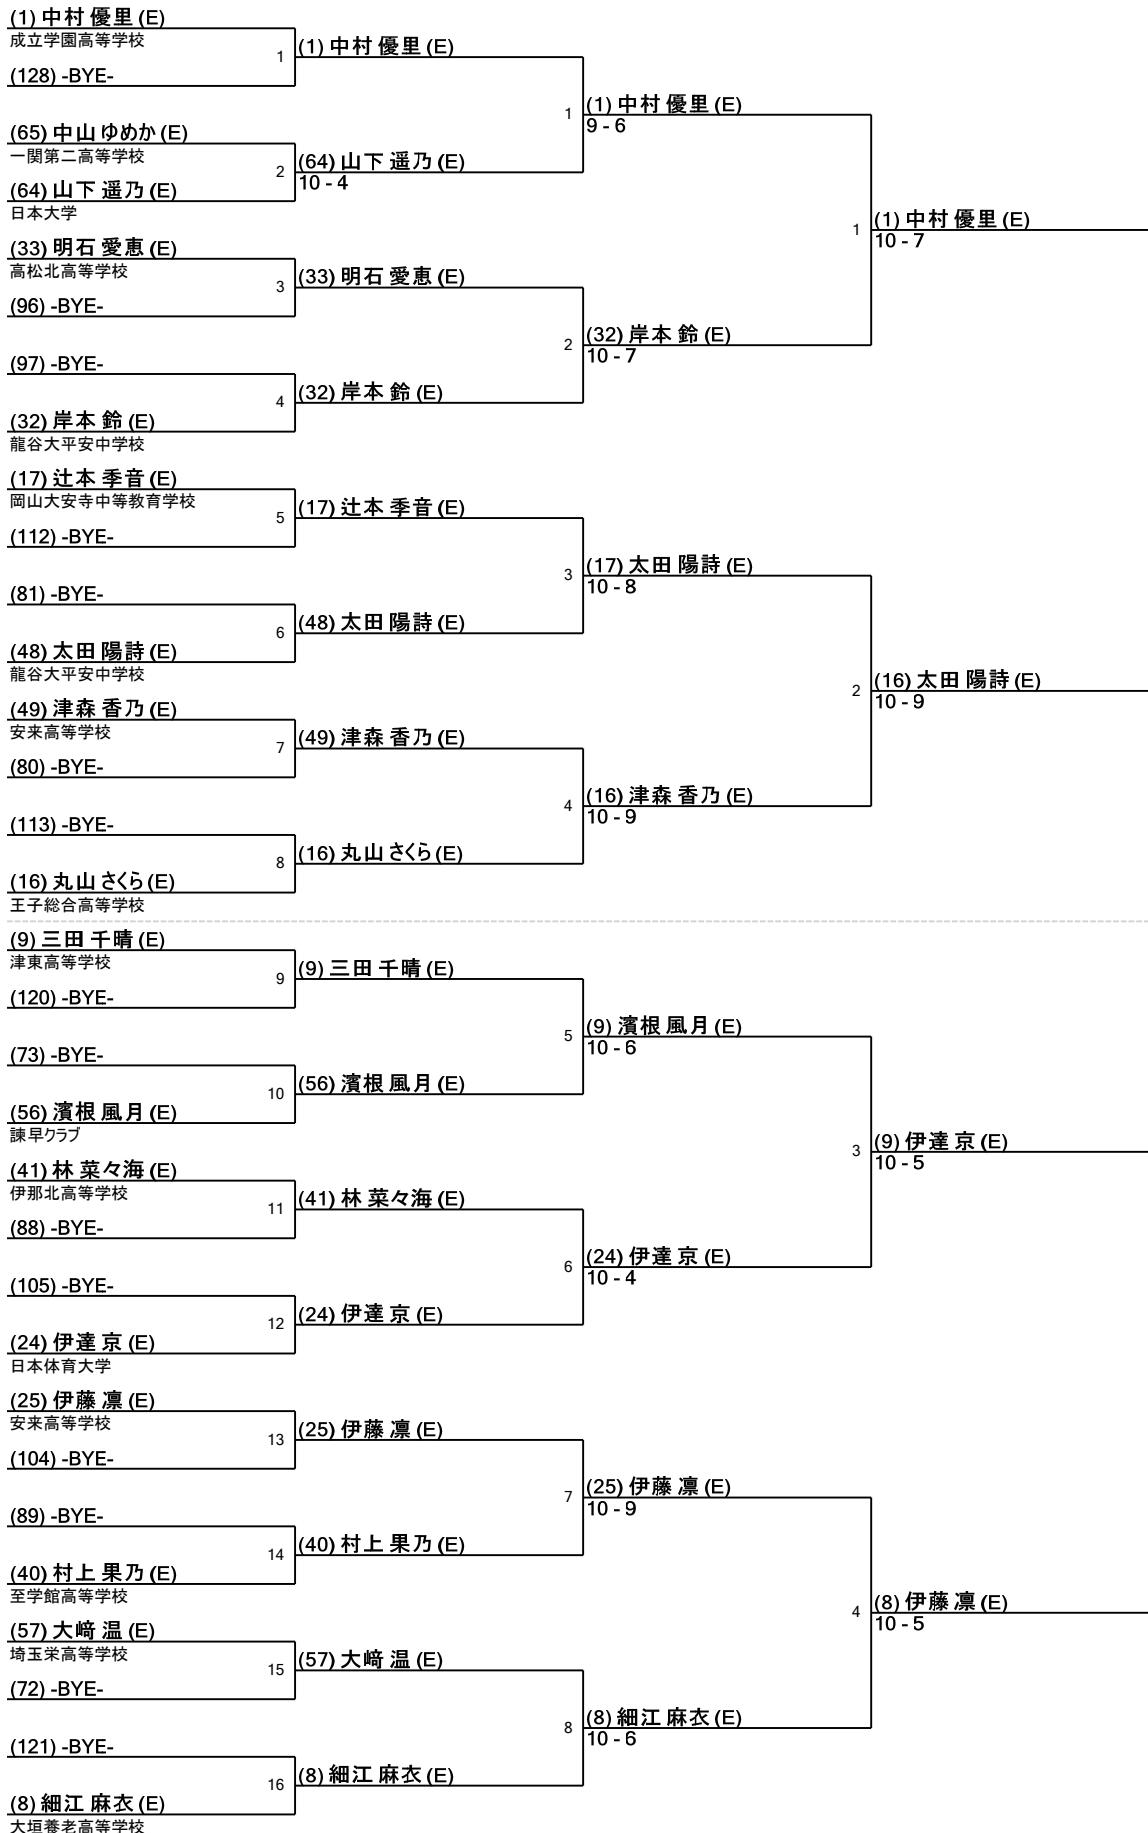 (1) 中村 優里 (E)
成立学園高等学校
1
(1) 中村 優里 (E)
(128) -BYE-
1
(1) 中村 優里 (E)
9 - 6
(65) 中山 ゆめか (E)
一関第二高等学校
2
(64) 山下 遥乃 (E)
10 - 4
(64) 山下 遥乃 (E)
日本大学
1
(1) 中村 優里 (E)
10 - 7
(33) 明石 愛恵 (E)
高松北高等学校
3
(33) 明石 愛恵 (E)
(96) -BYE-
2
(32) 岸本 鈴 (E)
10 - 7
(97) -BYE-
4
(32) 岸本 鈴 (E)
(32) 岸本 鈴 (E)
龍谷大平安中学校
(17) 辻本 季音 (E)
岡山大安寺中等教育学校
5
(17) 辻本 季音 (E)
(112) -BYE-
3
(17) 太田 陽詩 (E)
10 - 8
(81) -BYE-
6
(48) 太田 陽詩 (E)
(48) 太田 陽詩 (E)
龍谷大平安中学校
2
(16) 太田 陽詩 (E)
10 - 9
(49) 津森 香乃 (E)
安来高等学校
7
(49) 津森 香乃 (E)
(80) -BYE-
4
(16) 津森 香乃 (E)
10 - 9
(113) -BYE-
8
(16) 丸山 さくら (E)
(16) 丸山 さくら (E)
王子総合高等学校
(9) 三田 千晴 (E)
津東高等学校
9
(9) 三田 千晴 (E)
(120) -BYE-
5
(9) 濱根 風月 (E)
10 - 6
(73) -BYE-
10
(56) 濱根 風月 (E)
(56) 濱根 風月 (E)
諫早クラブ
3
(9) 伊達 京 (E)
10 - 5
(41) 林 菜々海 (E)
伊那北高等学校
11
(41) 林 菜々海 (E)
(88) -BYE-
6
(24) 伊達 京 (E)
10 - 4
(105) -BYE-
12
(24) 伊達 京 (E)
(24) 伊達 京 (E)
日本体育大学
(25) 伊藤 凛 (E)
安来高等学校
13
(25) 伊藤 凛 (E)
(104) -BYE-
7
(25) 伊藤 凛 (E)
10 - 9
(89) -BYE-
14
(40) 村上 果乃 (E)
(40) 村上 果乃 (E)
至学館高等学校
4
(8) 伊藤 凛 (E)
10 - 5
(57) 大﨑 温 (E)
埼玉栄高等学校
15
(57) 大﨑 温 (E)
(72) -BYE-
8
(8) 細江 麻衣 (E)
10 - 6
(121) -BYE-
16
(8) 細江 麻衣 (E)
(8) 細江 麻衣 (E)
大垣養老高等学校